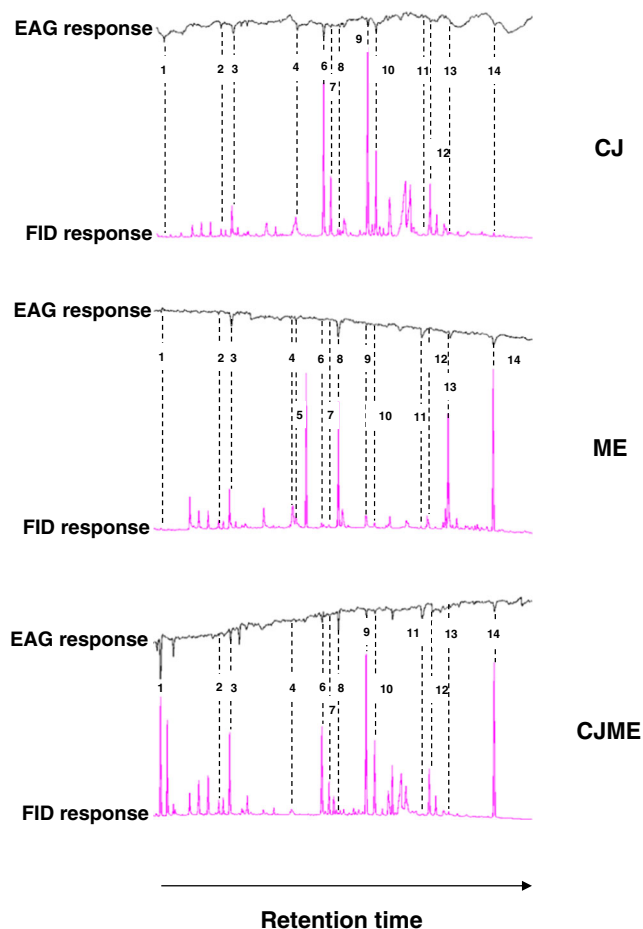 EAG response
9
1 2 3 4 6 8 10 11 13 14
7
12
CJ
FID response
EAG response
1 2 3 4 6 8 9 12 14
13
5 7 10 11
ME
FID response
EAG response
9 11 13 14
1 2 3 4 6 8 10 12
7
CJME
FID response
Retention time